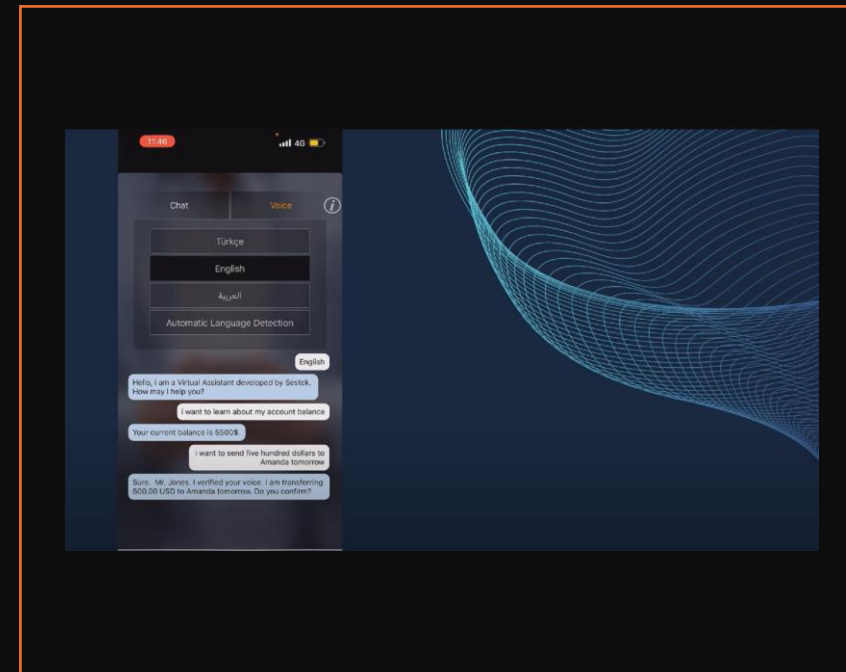 11:46
4G
Chat
Voice
i
Türkçe
English
العربية
Automatic Language Detection
English
Hello, I am a Virtual Assistant developed by Sestek.
How may I help you?
I want to learn about my account balance
Your current balance is 5500$.
I want to send five hundred dollars to
Amanda tomorrow
Sure, Mr. Jones. I verified your voice. I am transferring
500.00 USD to Amanda tomorrow. Do you confirm?